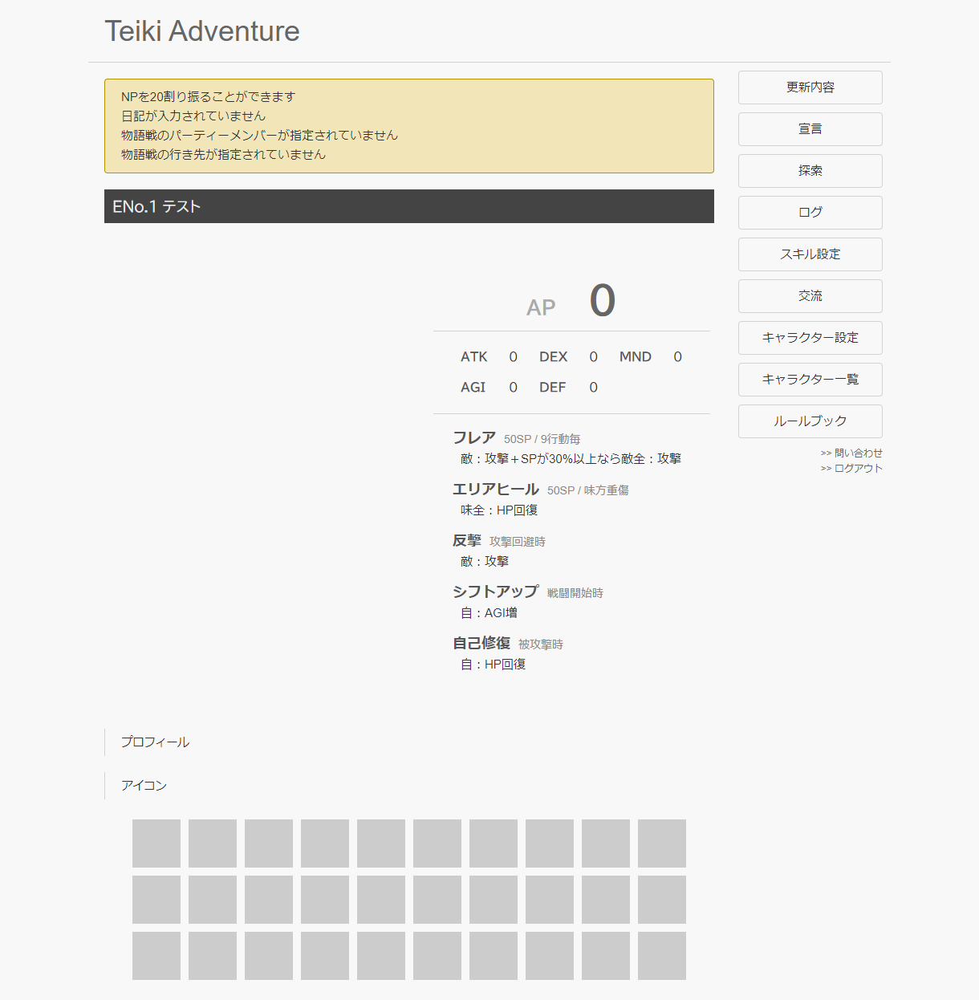 Teiki Adventure
NPを20割り振ることができます
日記が入力されていません
物語戦のパーティーメンバーが指定されていません
物語戦の行き先が指定されていません
ENo.1 テスト
AP 0
ATK 0 DEX 0 MND 0
AGI 0 DEF 0
フレア 50SP / 9行動毎
敵：攻撃＋SPが30%以上なら敵全：攻撃
エリアヒール 50SP / 味方重傷
味全：HP回復
反撃 攻撃回避時
敵：攻撃
シフトアップ 戦闘開始時
自：AGI増
自己修復 被攻撃時
自：HP回復
プロフィール
アイコン
更新内容
宣言
探索
ログ
スキル設定
交流
キャラクター設定
キャラクター一覧
ルールブック
>> 問い合わせ
>> ログアウト